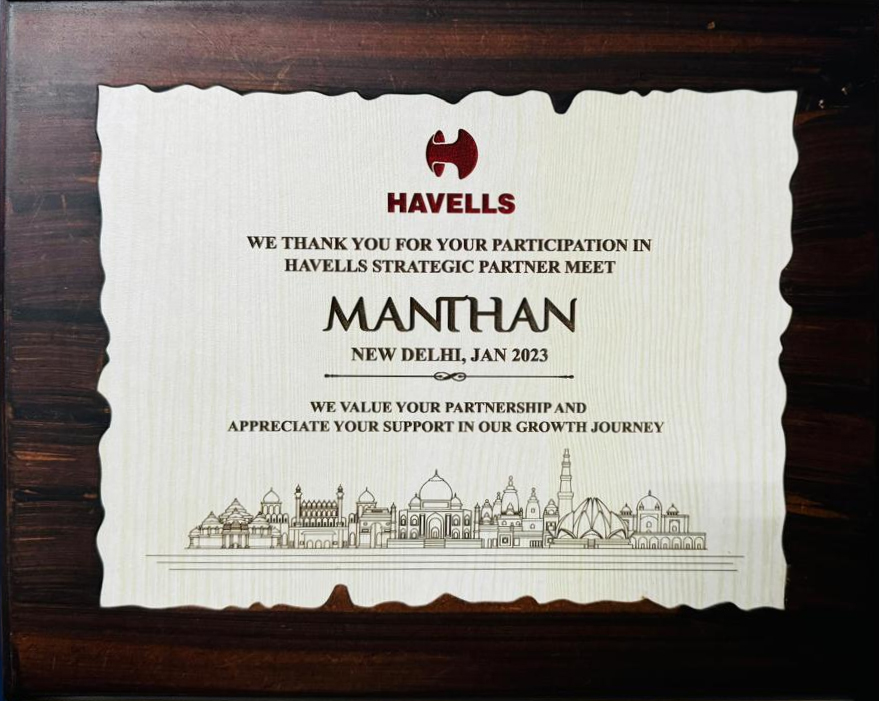 HAVELLS
WE THANK YOU FOR YOUR PARTICIPATION IN
HAVELLS STRATEGIC PARTNER MEET
MANTHAN
NEW DELHI, JAN 2023
WE VALUE YOUR PARTNERSHIP AND
APPRECIATE YOUR SUPPORT IN OUR GROWTH JOURNEY